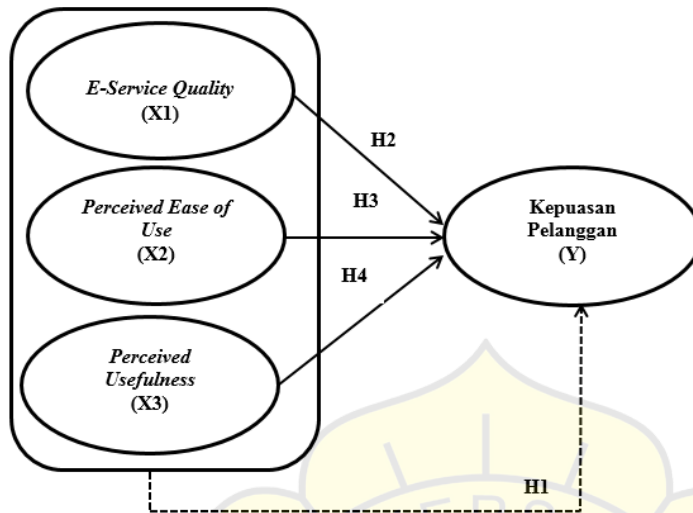 E-Service Quality
(X1)
H2
Perceived Ease of
Use
(X2)
H3
Kepuasan
Pelanggan
(Y)
H4
Perceived
Usefulness
(X3)
H1